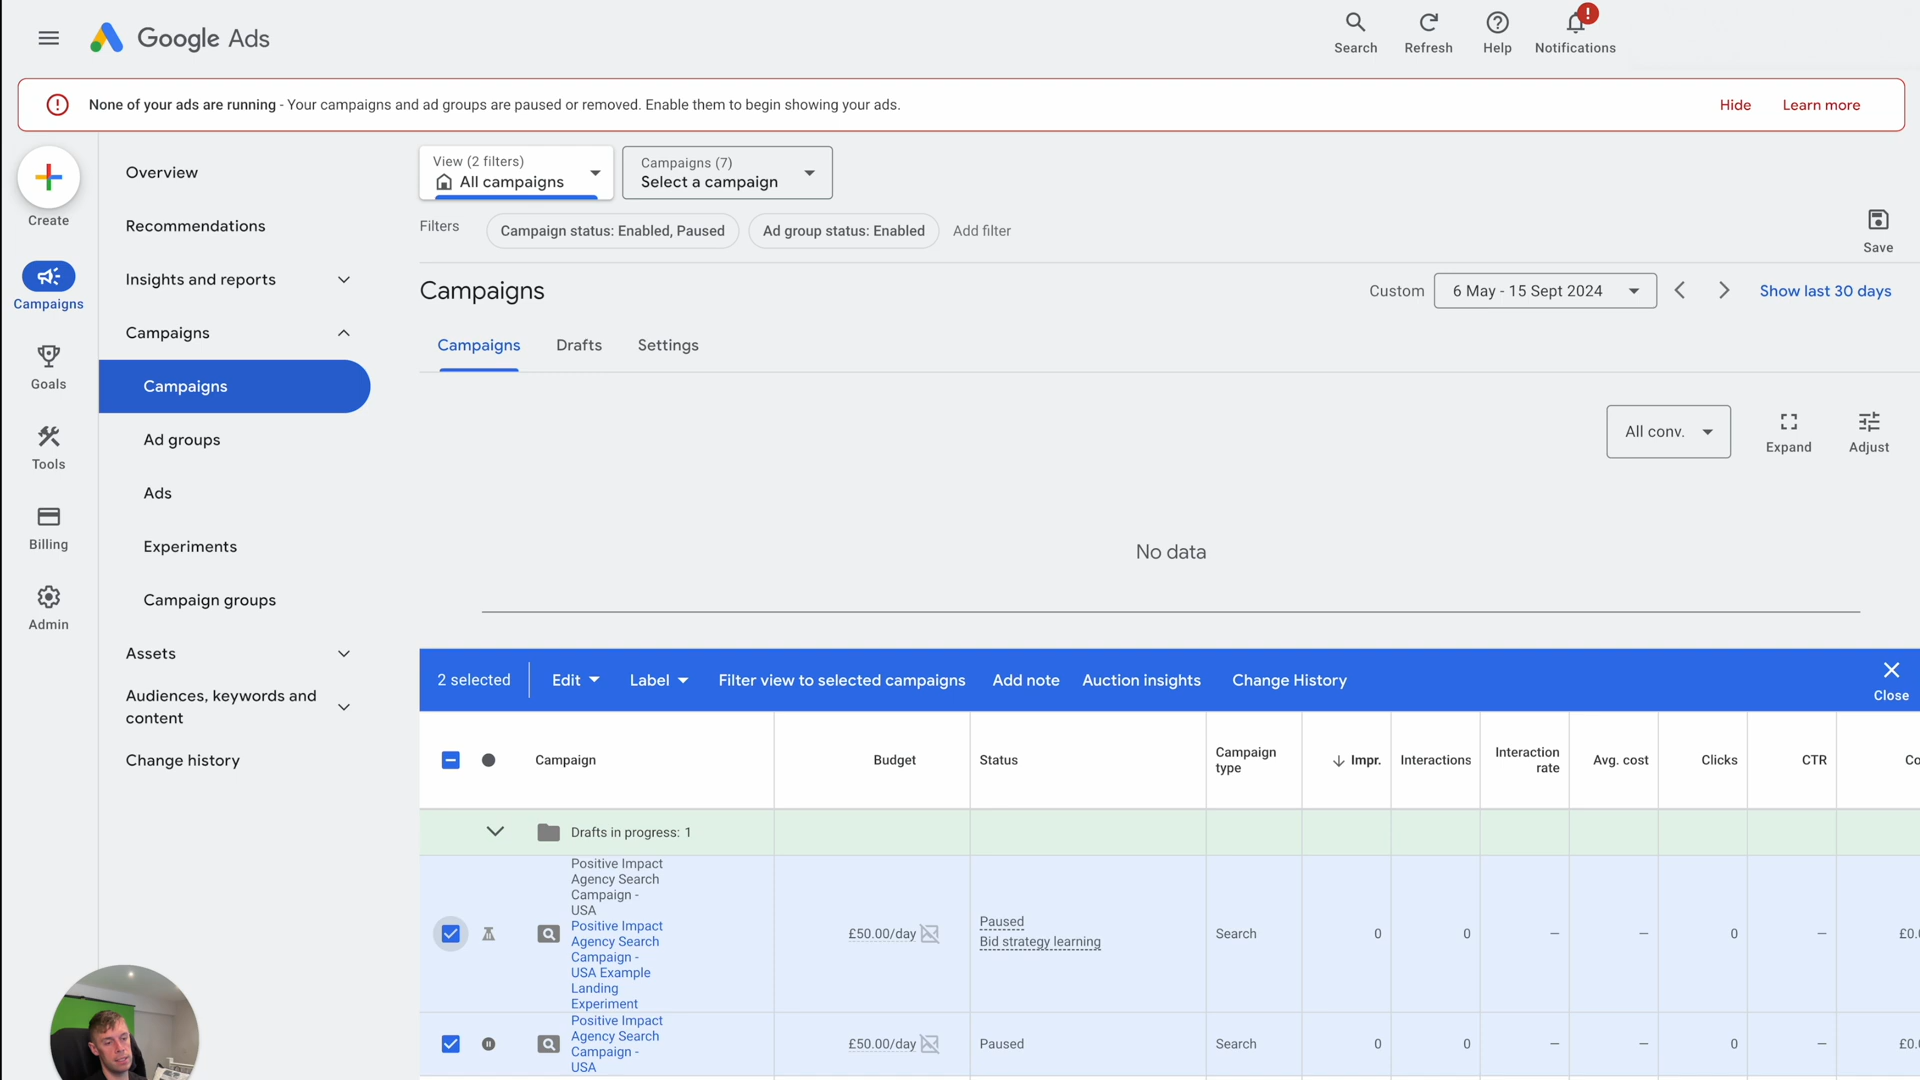 Google Ads
Search
Refresh
Help
Notifications
None of your ads are running - Your campaigns and ad groups are paused or removed. Enable them to begin showing your ads.
Hide
Learn more
Create
Campaigns
Goals
Tools
Billing
Admin
Overview
Recommendations
Insights and reports
Campaigns
Campaigns
Ad groups
Ads
Experiments
Campaign groups
Assets
Audiences, keywords and
content
Change history
View (2 filters)
All campaigns
Campaigns (7)
Select a campaign
Filters
Campaign status: Enabled, Paused
Ad group status: Enabled
Add filter
Save
Campaigns
Custom
6 May - 15 Sept 2024
Show last 30 days
Campaigns
Drafts
Settings
All conv.
Expand
Adjust
No data
2 selected
Edit
Label
Filter view to selected campaigns
Add note
Auction insights
Change History
Close
Campaign
Budget
Status
Campaign
type
Impr.
Interactions
Interaction
rate
Avg. cost
Clicks
CTR
Co
Drafts in progress: 1
Positive Impact
Agency Search
Campaign -
USA
Positive Impact
Agency Search
Campaign -
USA Example
Landing
Experiment
£50.00/day
Paused
Bid strategy learning
Search
0
0
—
—
0
—
£0.0
Positive Impact
Agency Search
Campaign -
USA
£50.00/day
Paused
Search
0
0
—
—
0
—
£0.0